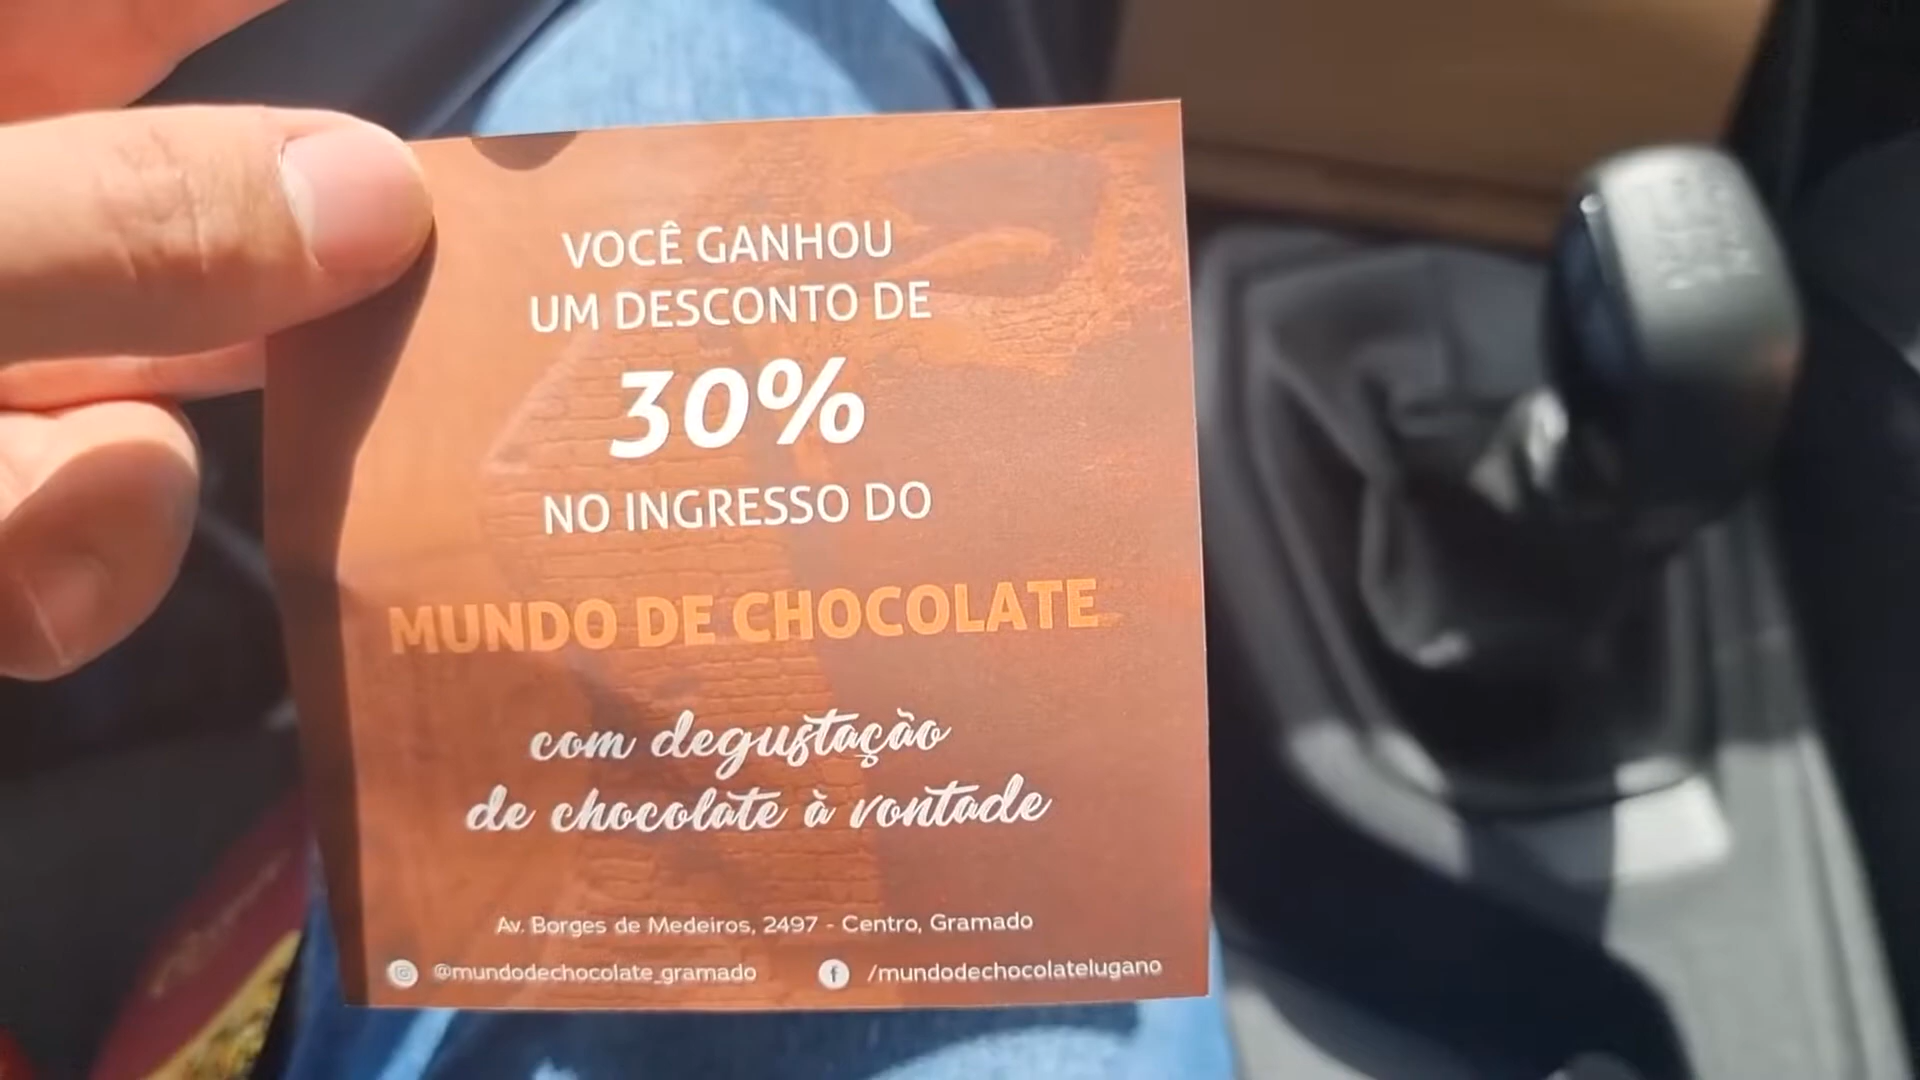 VOCÊ GANHOU
UM DESCONTO DE
30%
NO INGRESSO DO
MUNDO DE CHOCOLATE
com degustação
de chocolate à vontade
Av. Borges de Medeiros, 2497 - Centro, Gramado
@mundodechocolate_gramado
/mundodechocolatelugano